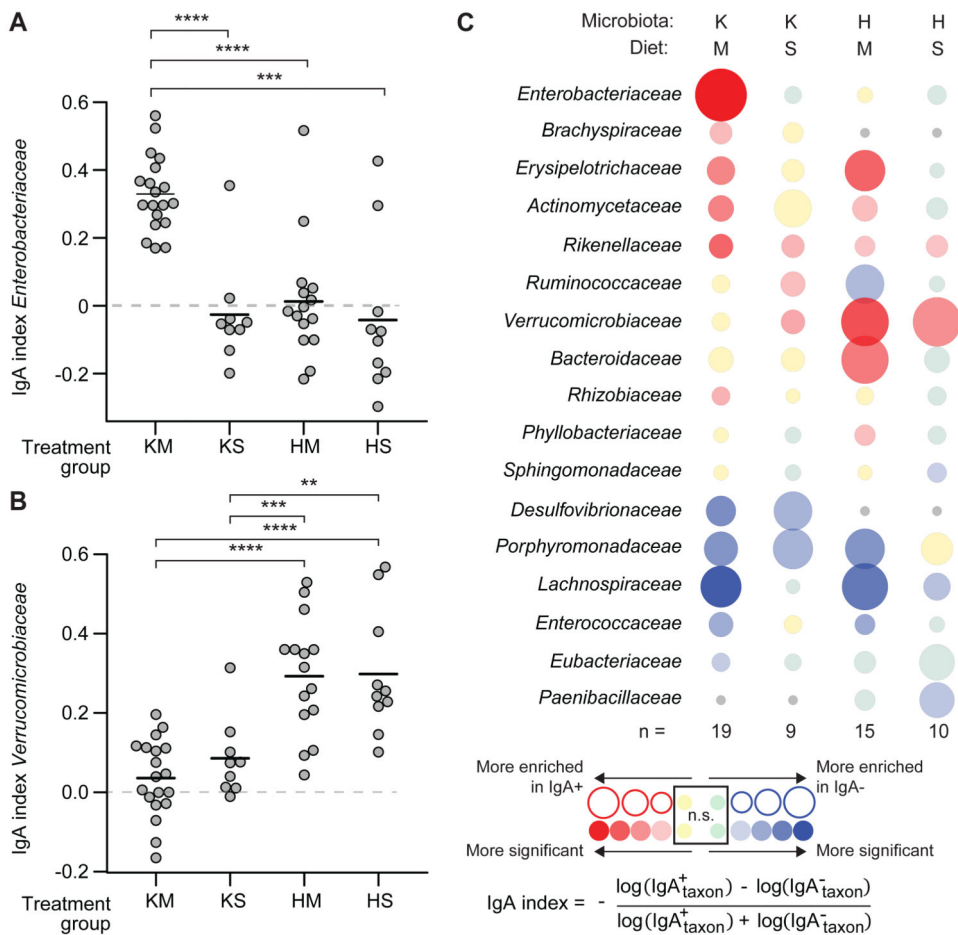 A
****
****
***
IgA index Enterobacteriaceae
0.6
0.4
0.2
0
-0.2
Treatment group
KM KS HM HS
B
**
***
****
****
IgA index Verrucomicrobiaceae
0.6
0.4
0.2
0.0
-0.2
Treatment group
KM KS HM HS
C
Microbiota: K K H H
Diet: M S M S
Enterobacteriaceae
Brachyspiraceae
Erysipelotrichaceae
Actinomycetaceae
Rikenellaceae
Ruminococcaceae
Verrucomicrobiaceae
Bacteroidaceae
Rhizobiaceae
Phyllobacteriaceae
Sphingomonadaceae
Desulfovibrionaceae
Porphyromonadaceae
Lachnospiraceae
Enterococcaceae
Eubacteriaceae
Paenibacillaceae
n = 19 9 15 10
More enriched in IgA+
More enriched in IgA-
n.s.
More significant
More significant
IgA index = - log(IgA⁺taxon) - log(IgA⁻taxon)
log(IgA⁺taxon) + log(IgA⁻taxon)